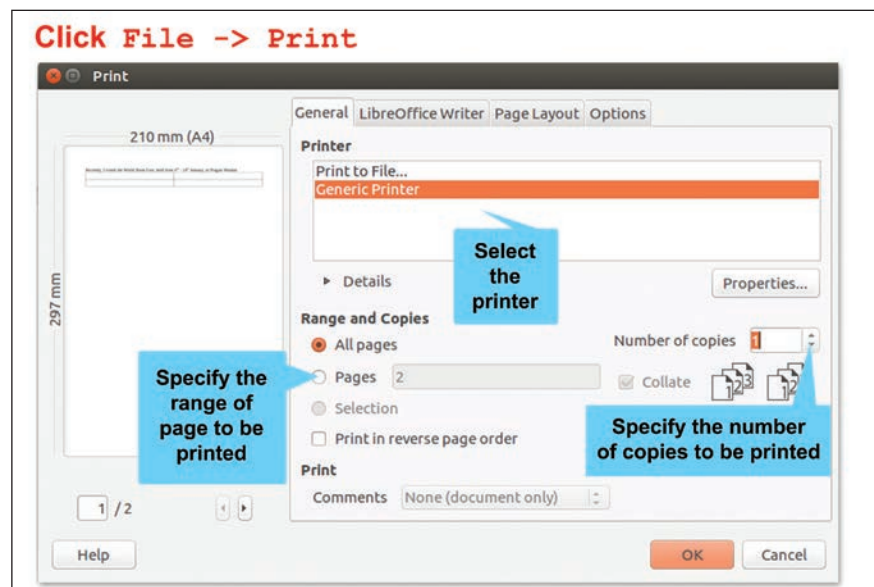 Click File -> Print
Print
General LibreOffice Writer Page Layout Options
210 mm (A4)
297 mm
Printer
Print to File...
Generic Printer
Select
the
printer
Details
Properties...
Range and Copies
All pages
Number of copies 1
Pages 2
Collate
Selection
Print in reverse page order
Specify the
range of
page to be
printed
Specify the number
of copies to be printed
Print
Comments None (document only)
1 / 2
Help
OK
Cancel